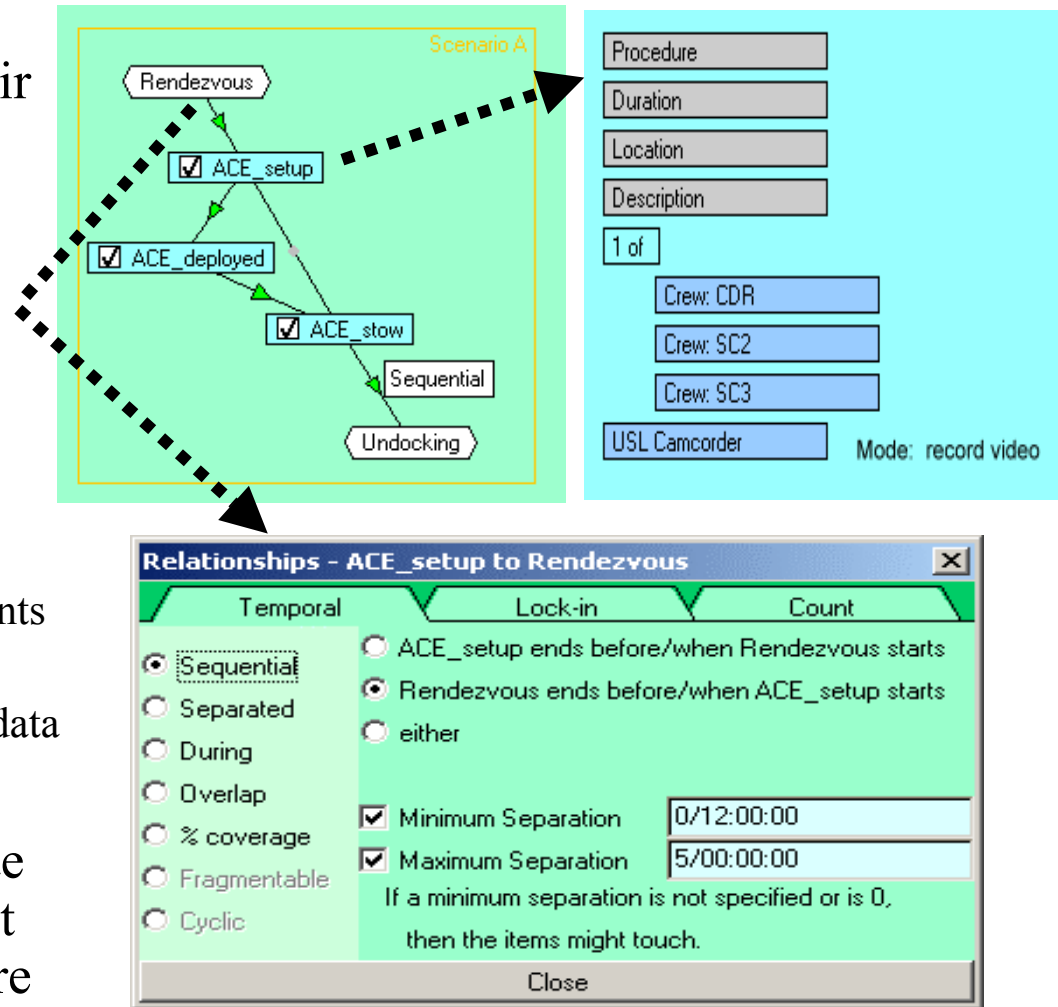 ir
Scenario A
Rendezvous
ACE_setup
ACE_deployed
ACE_stow
Sequential
Undocking
Procedure
Duration
Location
Description
1 of
Crew: CDR
Crew: SC2
Crew: SC3
USL Camcorder
Mode: record video
nts
data
e
t
re
Relationships - ACE_setup to Rendezvous
Temporal
Lock-in
Count
Sequential
Separated
During
Overlap
% coverage
Fragmentable
Cyclic
ACE_setup ends before/when Rendezvous starts
Rendezvous ends before/when ACE_setup starts
either
Minimum Separation 0/12:00:00
Maximum Separation 5/00:00:00
If a minimum separation is not specified or is 0,
then the items might touch.
Close